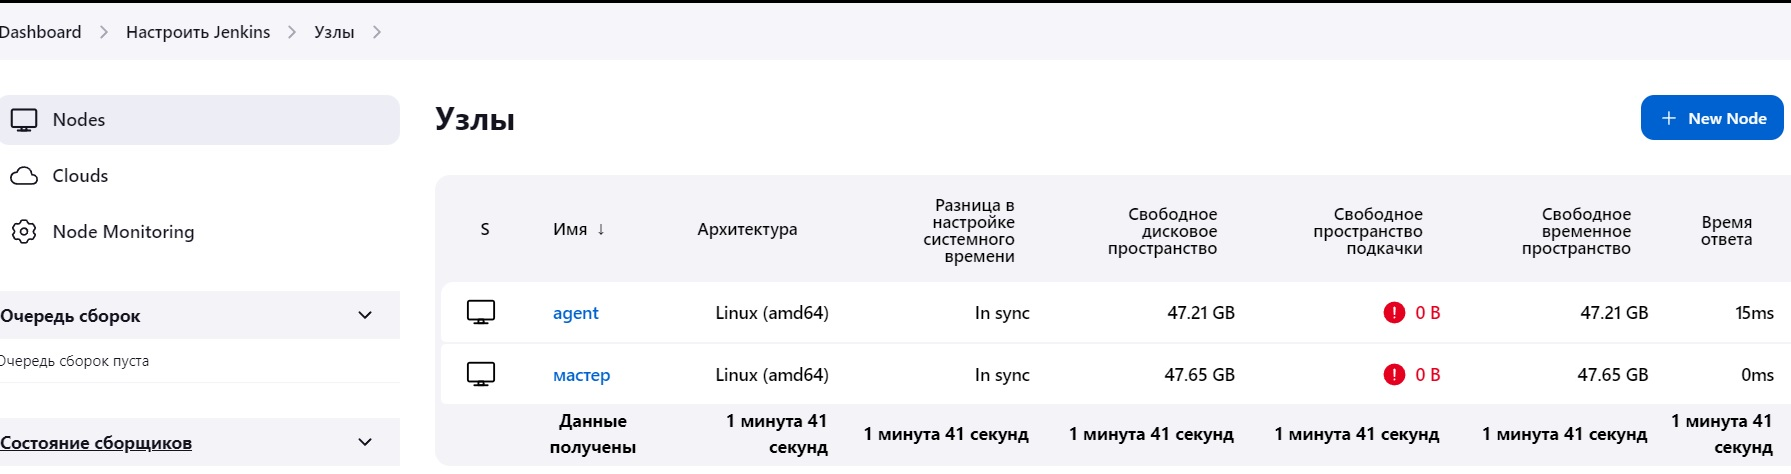 Dashboard > Настроить Jenkins > Узлы >
Nodes
Clouds
Node Monitoring
Очередь сборок
Очередь сборок пуста
Состояние сборщиков
Узлы
+ New Node
S Имя ↓ Архитектура Разница в настройке системного времени Свободное дисковое пространство Свободное пространство подкачки Свободное временное пространство Время ответа
agent Linux (amd64) In sync 47.21 GB ! 0 B 47.21 GB 15ms
мастер Linux (amd64) In sync 47.65 GB ! 0 B 47.65 GB 0ms
Данные получены 1 минута 41 секунд 1 минута 41 секунд 1 минута 41 секунд 1 минута 41 секунд 1 минута 41 секунд 1 минута 41 секунд